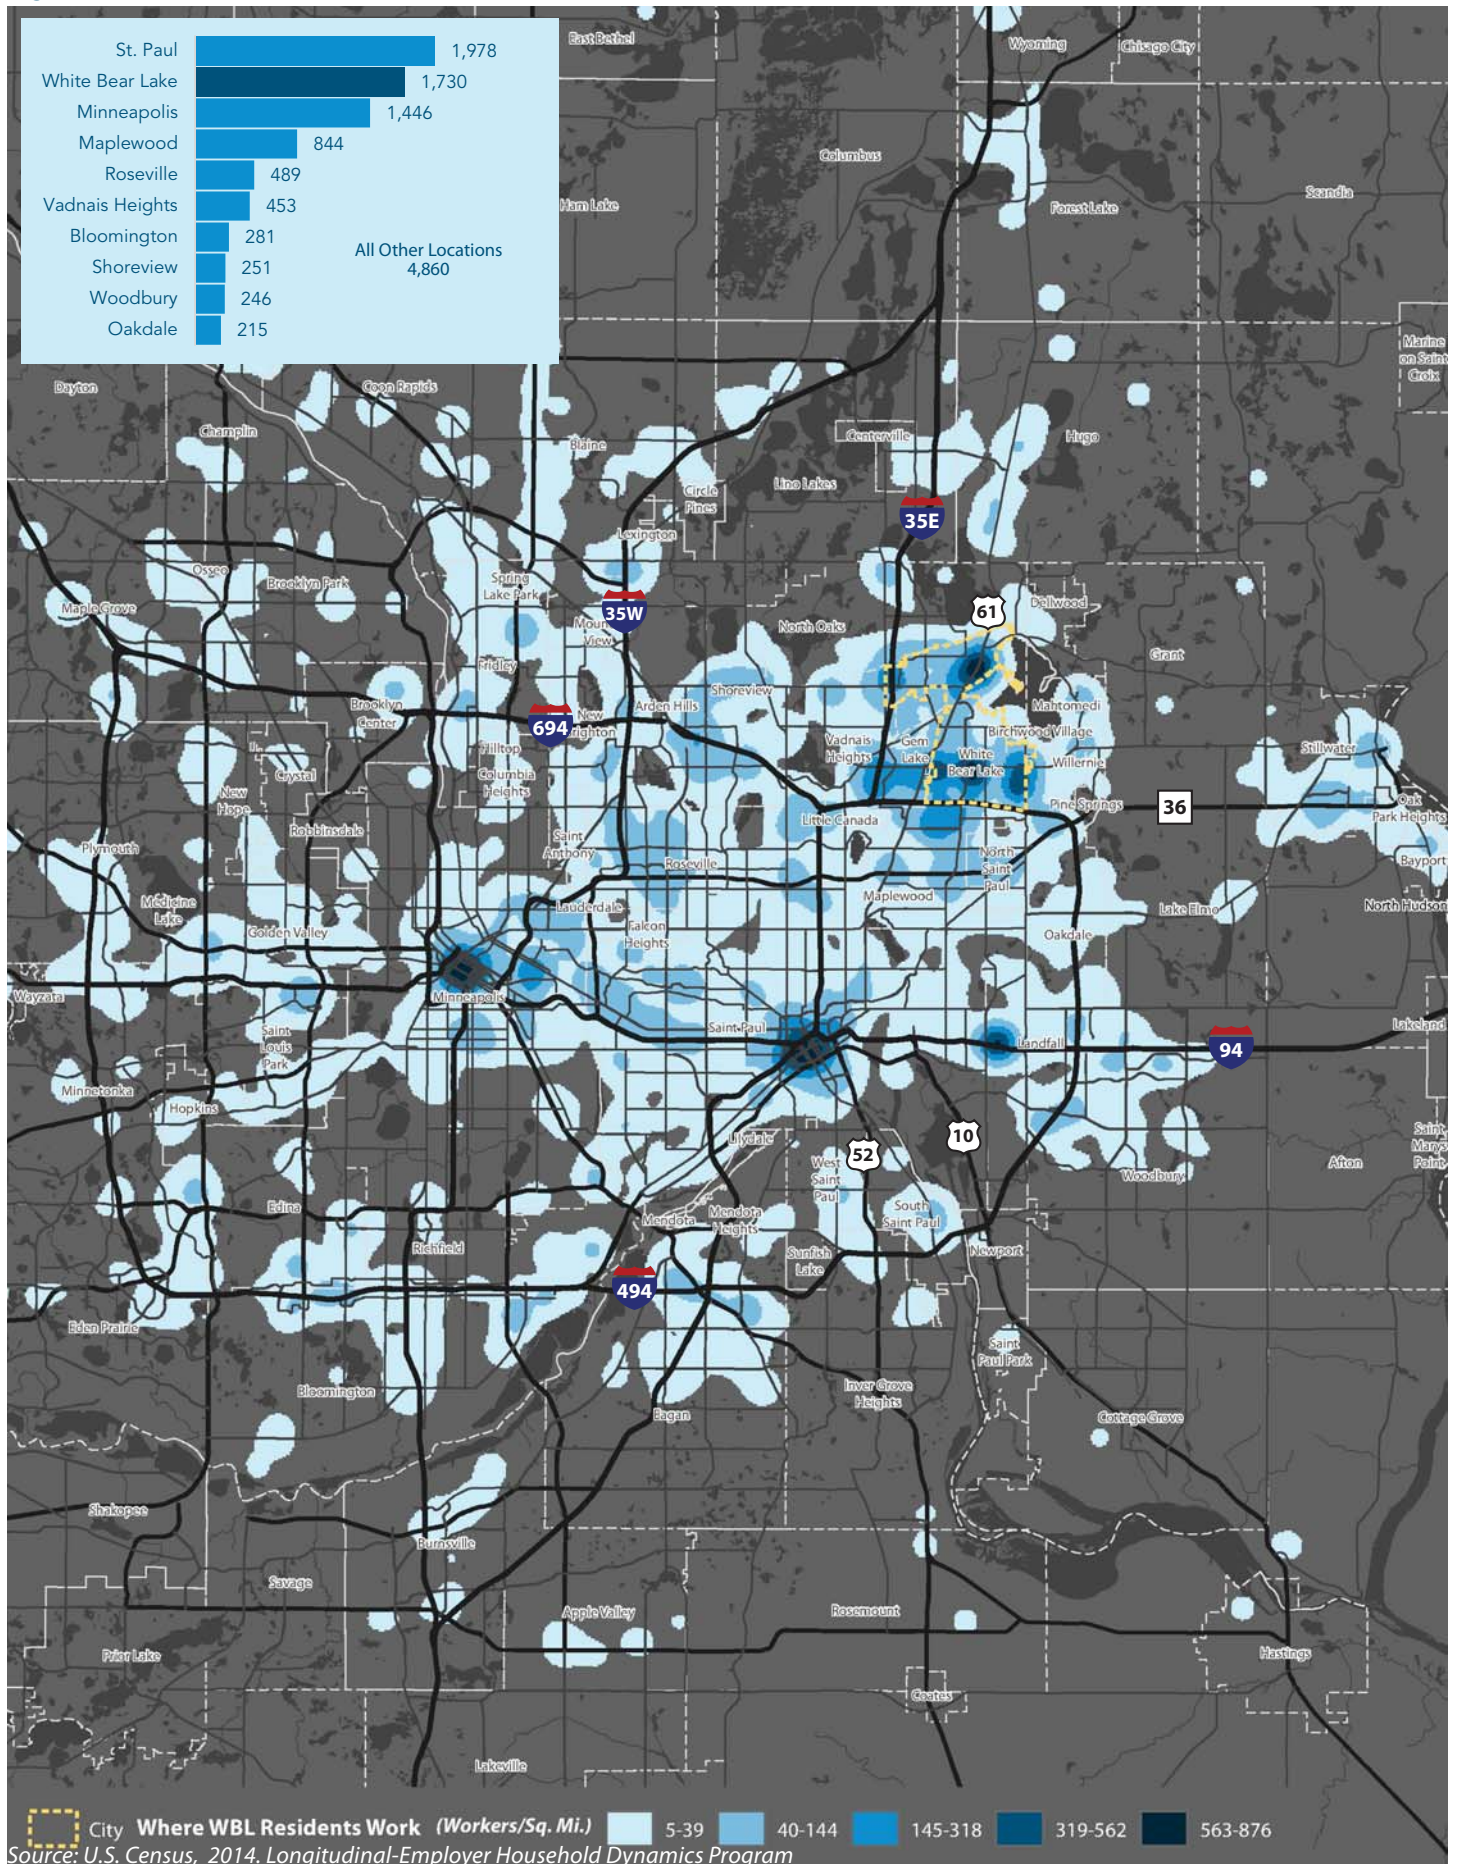 St. Paul 1,978
White Bear Lake 1,730
Minneapolis 1,446
Maplewood 844
Roseville 489
Vadnais Heights 453
Bloomington 281
Shoreview 251
Woodbury 246
Oakdale 215
All Other Locations
4,860
East Bethel
Wyoming
Chisago City
Columbus
Ham Lake
Forest Lake
Scandia
Marine
on Saint
Croix
Dayton
Coon Rapids
Champlin
Blaine
Centerville
Hugo
Lino Lakes
Circle
Pines
Lexington
35E
Osseo
Brooklyn Park
Spring
Lake Park
Maple Grove
35W
61
Dellwood
Moun
View
North Oaks
Grant
Fridley
Shoreview
Brooklyn
Center
Arden Hills
Mahtomedi
694
New
righton
Birchwood Village
Hilltop
Vadnais
Heights
Gem
Lake
White
Bear Lake
Willernie
Stillwater
Crystal
Columbia
Heights
New
Hope
Pine Springs
36
Oak
Park Heights
Little Canada
Robbinsdale
Saint
Anthony
Plymouth
Roseville
North
Saint
Paul
Bayport
Maplewood
Medicine
Lake
Lauderdale
Lake Elmo
North Hudson
Golden Valley
Falcon
Heights
Oakdale
Wayzata
Minneapolis
Saint Paul
Lakeland
Saint
Louis
Park
Landfall
94
Minnetonka
Hopkins
Lilydale
52
10
West
Saint
Paul
Saint
Marys
Point
Afton
Woodbury
Edina
Mendota
Mendota
Heights
South
Saint Paul
Richfield
Sunfish
Lake
Newport
494
Eden Prairie
Saint
Paul Park
Bloomington
Inver Grove
Heights
Eagan
Cottage Grove
Shakopee
Burnsville
Savage
Apple Valley
Rosemount
Prior Lake
Hastings
Coates
Lakeville
City Where WBL Residents Work (Workers/Sq. Mi.) 5-39 40-144 145-318 319-562 563-876
Source: U.S. Census, 2014. Longitudinal-Employer Household Dynamics Program